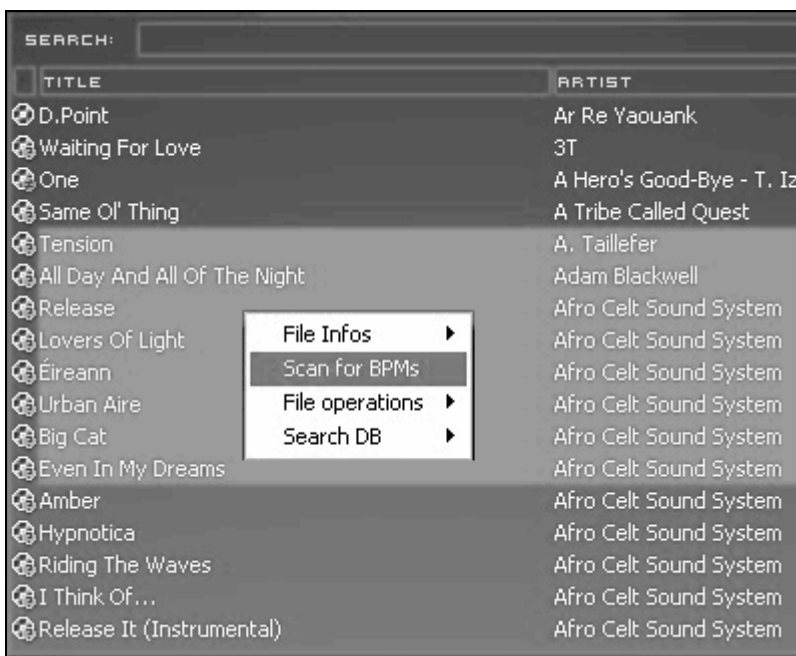 SEARCH:
TITLE ARTIST
D.Point Ar Re Yaouank
Waiting For Love 3T
One A Hero's Good-Bye - T. Iz
Same Ol' Thing A Tribe Called Quest
Tension A. Taillefer
All Day And All Of The Night Adam Blackwell
Release Afro Celt Sound System
Lovers Of Light Afro Celt Sound System
Éireann Afro Celt Sound System
Urban Aire Afro Celt Sound System
Big Cat Afro Celt Sound System
Even In My Dreams Afro Celt Sound System
Amber Afro Celt Sound System
Hypnotica Afro Celt Sound System
Riding The Waves Afro Celt Sound System
I Think Of... Afro Celt Sound System
Release It (Instrumental) Afro Celt Sound System
File Infos
Scan for BPMs
File operations
Search DB